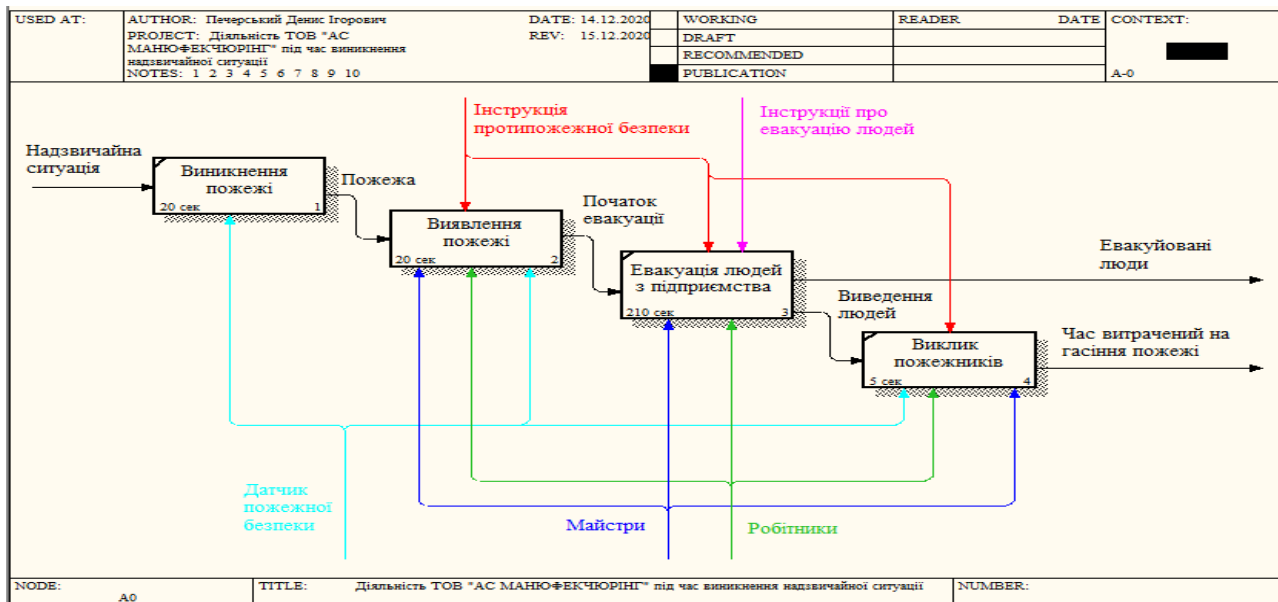 USED AT:
AUTHOR: Печерський Денис Ігорович
DATE: 14.12.2020
PROJECT: Діяльність ТОВ "АС
REV: 15.12.2020
МАНЮФЕКЧЮРІНГ" під час виникнення
надзвичайної ситуації
NOTES: 1 2 3 4 5 6 7 8 9 10
WORKING
DRAFT
RECOMMENDED
PUBLICATION
READER
DATE
CONTEXT:
A-0
Інструкція
протипожежної безпеки
Інструкції про
евакуацію людей
Надзвичайна
ситуація
Виникнення
пожежі
20 сек
1
Пожежа
Виявлення
пожежі
20 сек
2
Початок
евакуації
Евакуація людей
з підприємства
210 сек
3
Евакуйовані
люди
Виведення
людей
Виклик
пожежників
5 сек
4
Час витрачений на
гасіння пожежі
Датчик
пожежної
безпеки
Майстри
Робітники
NODE:
A0
TITLE:
Діяльність ТОВ "АС МАНЮФЕКЧЮРІНГ" під час виникнення надзвичайної ситуації
NUMBER: